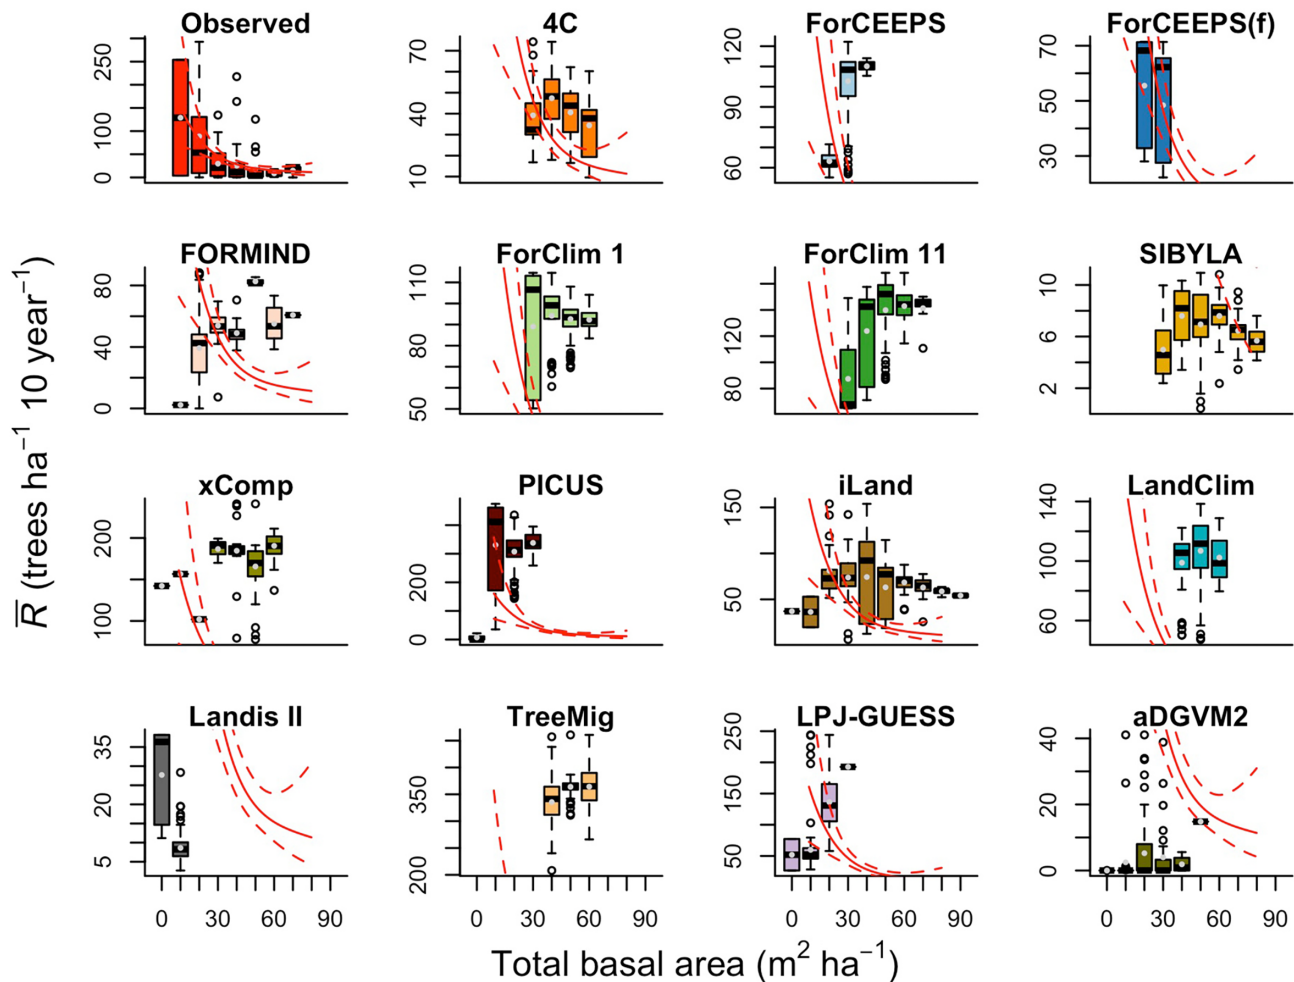 Observed 4C ForCEEPS ForCEEPS(f)
0 100 250
10 40 70
60 90 120
30 50 70
FORMIND ForClim 1 ForClim 11 SIBYLA
0 40 80
50 80 110
80 120
2 6 10
xComp PICUS iLand LandClim
100 200
0 200
50 150
60 100 140
Landis II TreeMig LPJ-GUESS aDGVM2
5 20 35
200 350
50 150 250
0 20 40
0 30 60 90 0 30 60 90 0 30 60 90 0 30 60 90
R̅ (trees ha⁻¹ 10 year⁻¹)
Total basal area (m² ha⁻¹)